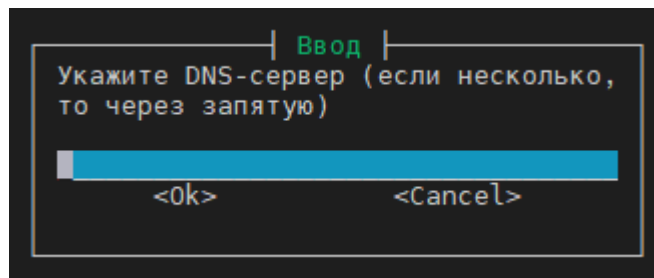 Ввод
Укажите DNS-сервер (если несколько,
то через запятую)
<Ok> <Cancel>